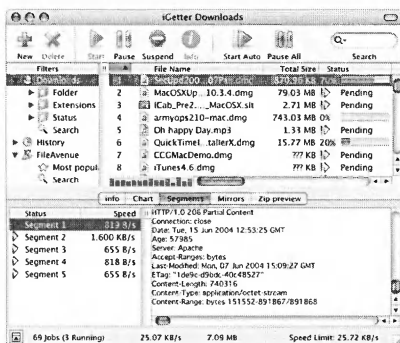 iGetter Downloads
New Delete Start Pause Suspend Info Start Auto Pause All Search
Filters # File Name Total Size Status
Downloads 1 870.96 KB 70%
Folder 2 MacOSXUp...10.3.4.dmg 79.03 MB Pending
Extensions 3 iCab_Pre2..._MacOSX.sit 2.71 MB Pending
Status 4 armyops210-mac.dmg 743.03 MB 0%
Search 5 Oh happy Day.mp3 1.33 MB Pending
History 6 QuickTimeI...tallerX.dmg 15.77 MB 20%
FileAvenue 7 CCGMacDemo.dmg ??? KB Pending
Most popul. 8 iTunes4.6.dmg ??? KB Pending
Search
Info Chart Segments Mirrors Zip preview
Status Speed
Segment 1 819 B/s
Segment 2 1.600 KB/s
Segment 3 655 B/s
Segment 4 818 B/s
Segment 5 655 B/s
HTTP/1.0 206 Partial Content
Connection: close
Date: Tue, 15 Jun 2004 12:53:25 GMT
Age: 57985
Server: Apache
Accept-Ranges: bytes
Last-Modified: Mon, 07 Jun 2004 15:09:27 GMT
ETag: "1de9c-d9bdc-40c48527"
Content-Length: 740316
Content-Type: application/octet-stream
Content-Range: bytes 151552-891867/891868
69 Jobs (3 Running) 25.07 KB/s 7.09 MB Speed Limit: 25.72 KB/s